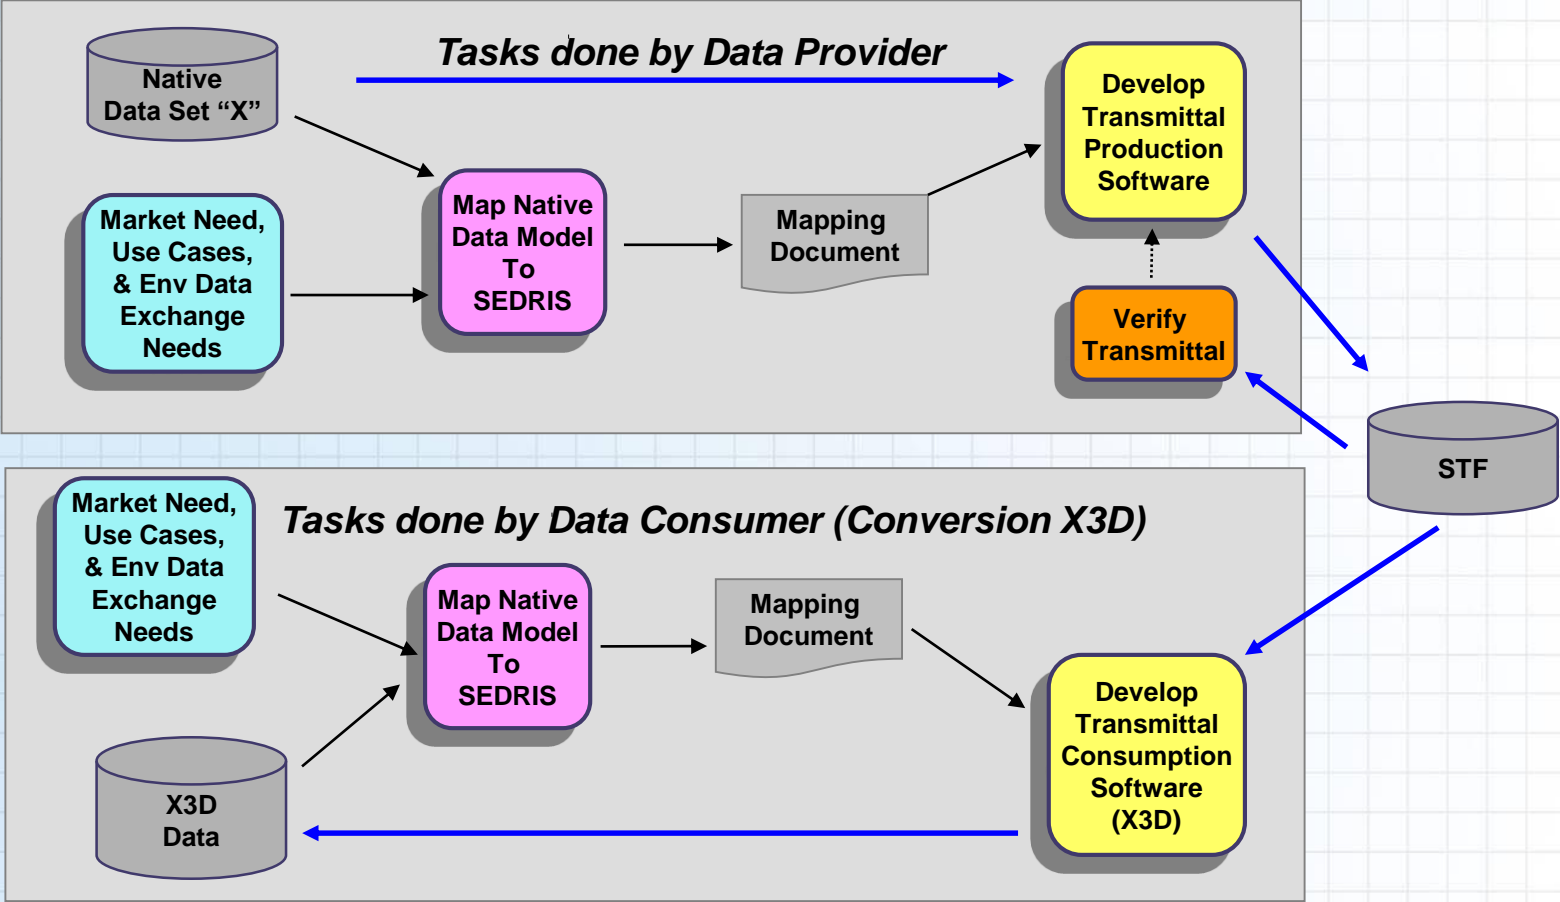 Tasks done by Data Provider
Native
Data Set “X”
Market Need,
Use Cases,
& Env Data
Exchange
Needs
Map Native
Data Model
To
SEDRIS
Mapping
Document
Develop
Transmittal
Production
Software
Verify
Transmittal
STF
Tasks done by Data Consumer (Conversion X3D)
Market Need,
Use Cases,
& Env Data
Exchange
Needs
Map Native
Data Model
To
SEDRIS
Mapping
Document
Develop
Transmittal
Consumption
Software
(X3D)
X3D
Data